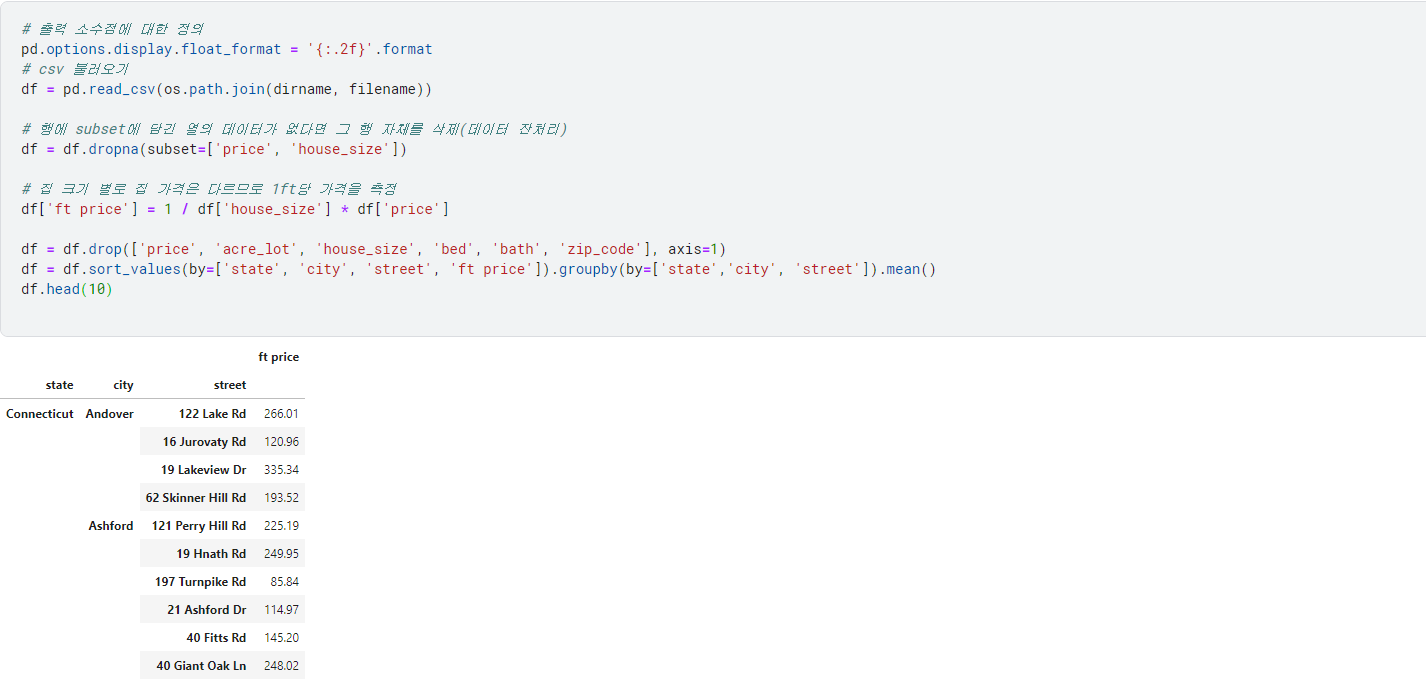 # 출력 소수점에 대한 정의
pd.options.display.float_format = '{:.2f}'.format
# csv 불러오기
df = pd.read_csv(os.path.join(dirname, filename))
# 행에 subset에 담긴 열의 데이터가 없다면 그 행 자체를 삭제(데이터 잔처리)
df = df.dropna(subset=['price', 'house_size'])
# 집 크기 별로 집 가격은 다르므로 1ft당 가격을 측정
df['ft price'] = 1 / df['house_size'] * df['price']
df = df.drop(['price', 'acre_lot', 'house_size', 'bed', 'bath', 'zip_code'], axis=1)
df = df.sort_values(by=['state', 'city', 'street', 'ft price']).groupby(by=['state','city', 'street']).mean()
df.head(10)
ft price
state city street
Connecticut Andover 122 Lake Rd 266.01
16 Jurovaty Rd 120.96
19 Lakeview Dr 335.34
62 Skinner Hill Rd 193.52
Ashford 121 Perry Hill Rd 225.19
19 Hnath Rd 249.95
197 Turnpike Rd 85.84
21 Ashford Dr 114.97
40 Fitts Rd 145.20
40 Giant Oak Ln 248.02